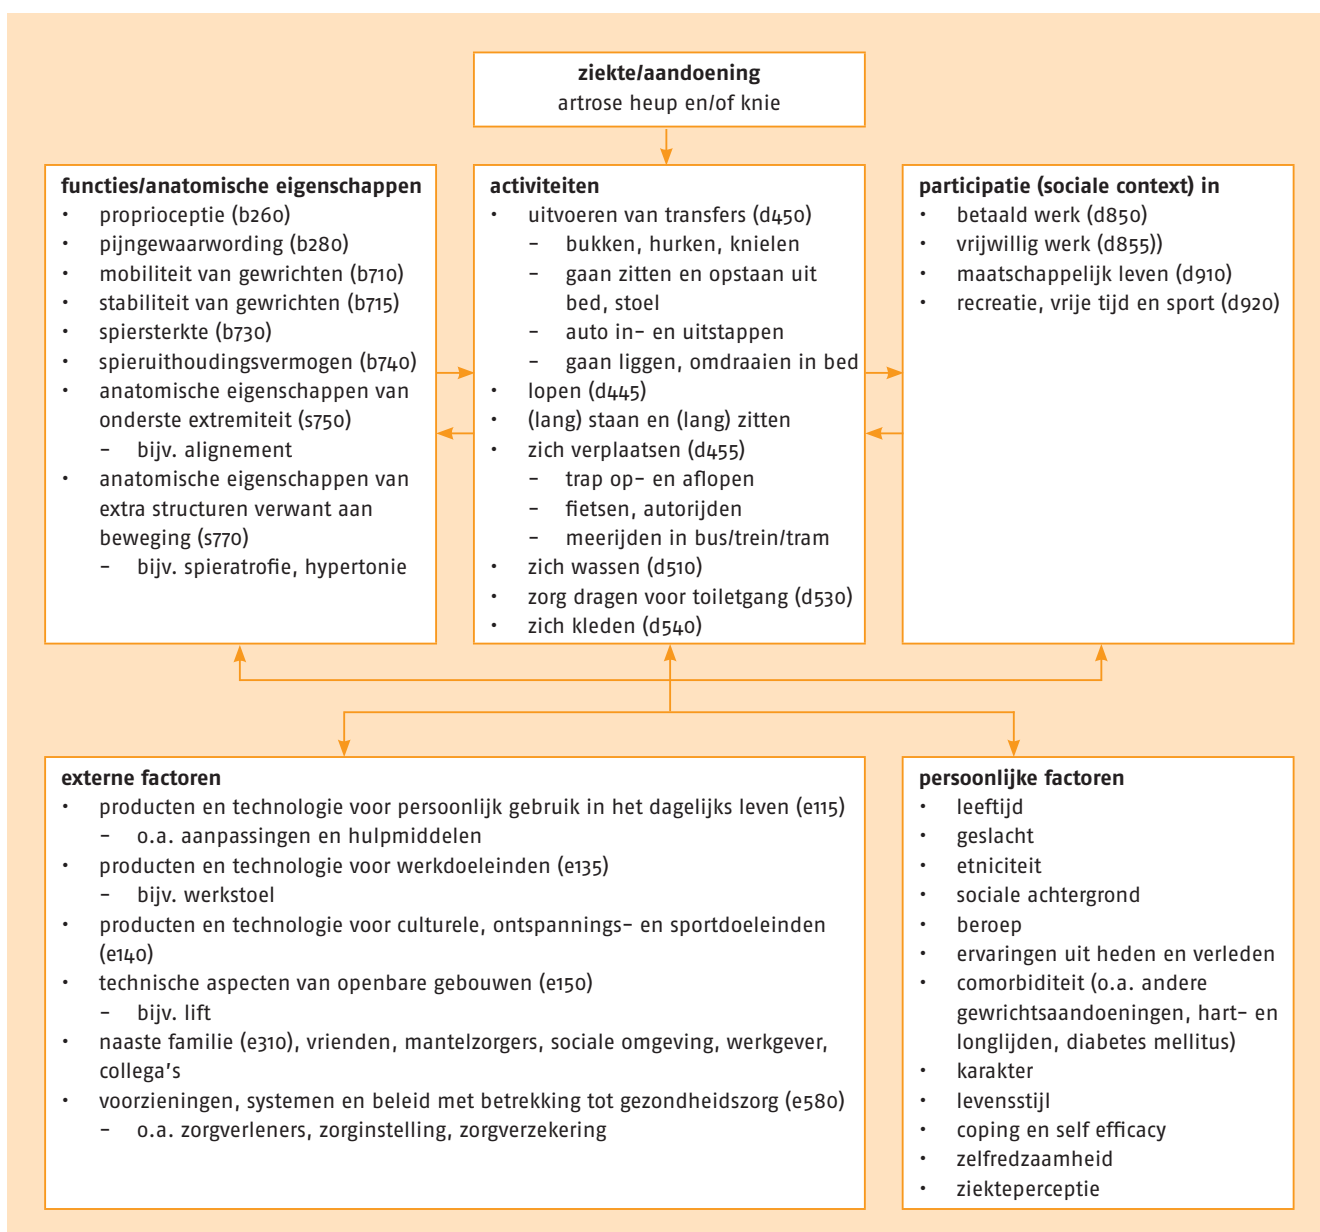 ziekte/aandoening
artrose heup en/of knie
functies/anatomische eigenschappen
• proprioceptie (b260)
• pijngewaarwording (b280)
• mobiliteit van gewrichten (b710)
• stabiliteit van gewrichten (b715)
• spiersterkte (b730)
• spieruithoudingsvermogen (b740)
• anatomische eigenschappen van
onderste extremiteit (s750)
– bijv. alignement
• anatomische eigenschappen van
extra structuren verwant aan
beweging (s770)
– bijv. spieratrofie, hypertonie
activiteiten
• uitvoeren van transfers (d450)
– bukken, hurken, knielen
– gaan zitten en opstaan uit
bed, stoel
– auto in- en uitstappen
– gaan liggen, omdraaien in bed
• lopen (d445)
• (lang) staan en (lang) zitten
• zich verplaatsen (d455)
– trap op- en aflopen
– fietsen, autorijden
– meerijden in bus/trein/tram
• zich wassen (d510)
• zorg dragen voor toiletgang (d530)
• zich kleden (d540)
participatie (sociale context) in
• betaald werk (d850)
• vrijwillig werk (d855))
• maatschappelijk leven (d910)
• recreatie, vrije tijd en sport (d920)
externe factoren
• producten en technologie voor persoonlijk gebruik in het dagelijks leven (e115)
– o.a. aanpassingen en hulpmiddelen
• producten en technologie voor werkdoeleinden (e135)
– bijv. werkstoel
• producten en technologie voor culturele, ontspannings- en sportdoeleinden
(e140)
• technische aspecten van openbare gebouwen (e150)
– bijv. lift
• naaste familie (e310), vrienden, mantelzorgers, sociale omgeving, werkgever,
collega's
• voorzieningen, systemen en beleid met betrekking tot gezondheidszorg (e580)
– o.a. zorgverleners, zorginstelling, zorgverzekering
persoonlijke factoren
• leeftijd
• geslacht
• etniciteit
• sociale achtergrond
• beroep
• ervaringen uit heden en verleden
• comorbiditeit (o.a. andere
gewrichtsaandoeningen, hart- en
longlijden, diabetes mellitus)
• karakter
• levensstijl
• coping en self efficacy
• zelfredzaamheid
• ziekteperceptie